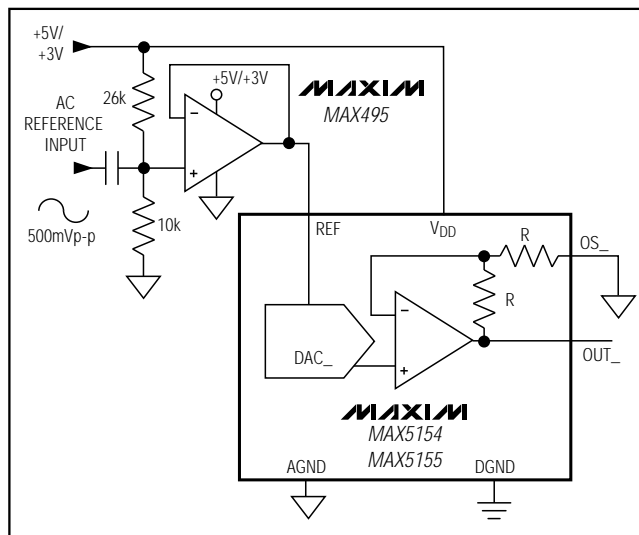 +5V/
+3V
26k
+5V/+3V
MAXIM
MAX495
AC
REFERENCE
INPUT
500mVp-p
10k
REF
VDD
R
OS_
R
DAC_
OUT_
MAXIM
MAX5154
MAX5155
AGND
DGND
−
+
−
+